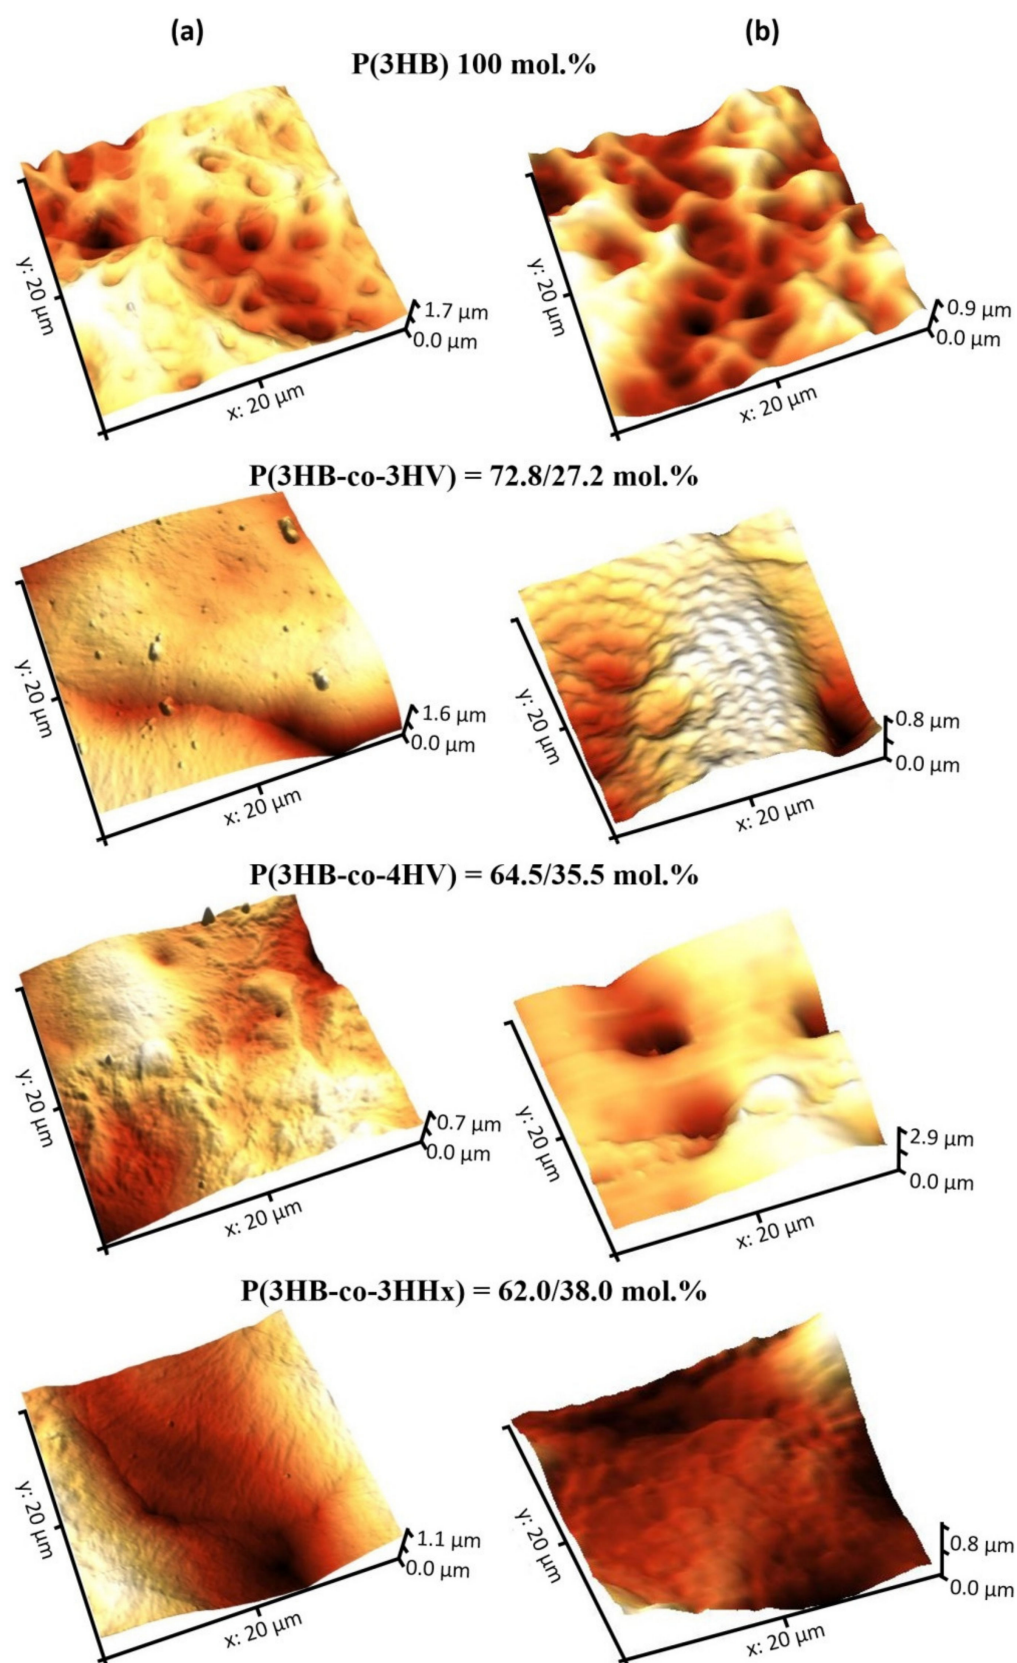 (a) (b)
P(3HB) 100 mol.%
y: 20 µm
x: 20 µm
1.7 µm
0.0 µm
y: 20 µm
x: 20 µm
0.9 µm
0.0 µm
P(3HB-co-3HV) = 72.8/27.2 mol.%
y: 20 µm
x: 20 µm
1.6 µm
0.0 µm
y: 20 µm
x: 20 µm
0.8 µm
0.0 µm
P(3HB-co-4HV) = 64.5/35.5 mol.%
y: 20 µm
x: 20 µm
0.7 µm
0.0 µm
y: 20 µm
x: 20 µm
2.9 µm
0.0 µm
P(3HB-co-3HHx) = 62.0/38.0 mol.%
y: 20 µm
x: 20 µm
1.1 µm
0.0 µm
y: 20 µm
x: 20 µm
0.8 µm
0.0 µm